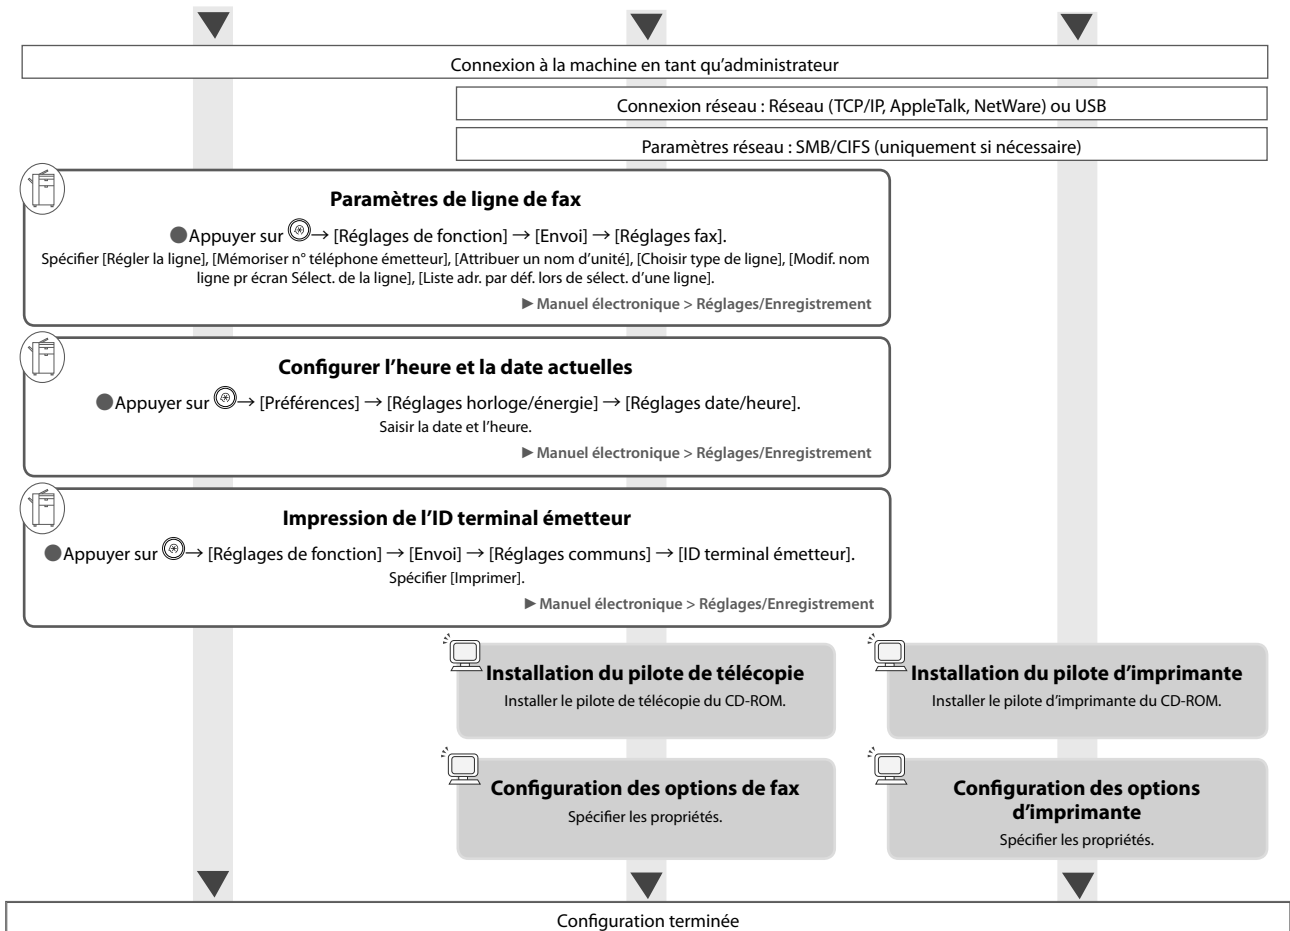 Connexion à la machine en tant qu’administrateur
Connexion réseau : Réseau (TCP/IP, AppleTalk, NetWare) ou USB
Paramètres réseau : SMB/CIFS (uniquement si nécessaire)
Paramètres de ligne de fax
●Appuyer sur → [Réglages de fonction] → [Envoi] → [Réglages fax].
Spécifier [Régler la ligne], [Mémoriser n° téléphone émetteur], [Attribuer un nom d’unité], [Choisir type de ligne], [Modif. nom
ligne pr écran Sélect. de la ligne], [Liste adr. par déf. lors de sélect. d’une ligne].
►Manuel électronique > Réglages/Enregistrement
Configurer l’heure et la date actuelles
●Appuyer sur → [Préférences] → [Réglages horloge/énergie] → [Réglages date/heure].
Saisir la date et l’heure.
►Manuel électronique > Réglages/Enregistrement
Impression de l’ID terminal émetteur
●Appuyer sur → [Réglages de fonction] → [Envoi] → [Réglages communs] → [ID terminal émetteur].
Spécifier [Imprimer].
►Manuel électronique > Réglages/Enregistrement
Installation du pilote de télécopie
Installer le pilote de télécopie du CD-ROM.
Installation du pilote d’imprimante
Installer le pilote d’imprimante du CD-ROM.
Configuration des options de fax
Spécifier les propriétés.
Configuration des options
d’imprimante
Spécifier les propriétés.
Configuration terminée